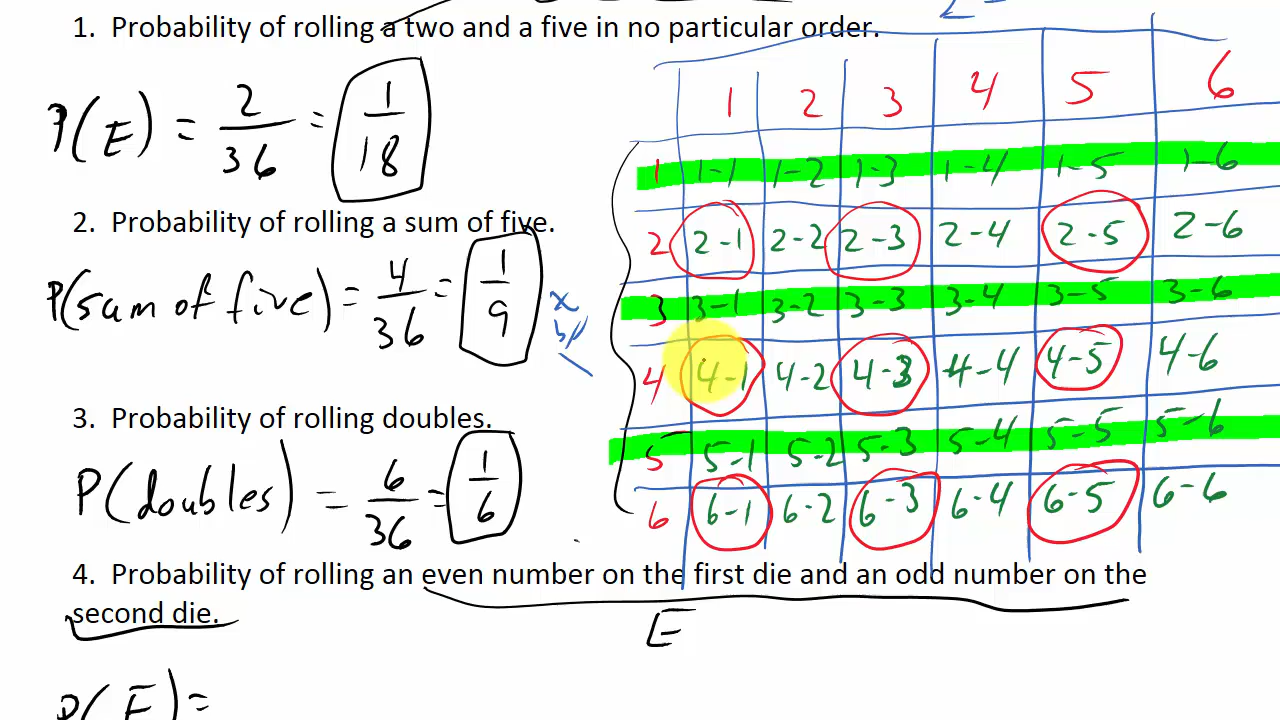 1. Probability of rolling a two and a five in no particular order.
P(E) = 2/36 = 1/18
2. Probability of rolling a sum of five.
P(sum of five) = 4/36 = 1/9
3. Probability of rolling doubles.
P(doubles) = 6/36 = 1/6
4. Probability of rolling an even number on the first die and an odd number on the
second die.
E
P(E) =
1 2 3 4 5 6
1 1-1 1-2 1-3 1-4 1-5 1-6
2 2-1 2-2 2-3 2-4 2-5 2-6
3 3-1 3-2 3-3 3-4 3-5 3-6
4 4-1 4-2 4-3 4-4 4-5 4-6
5 5-1 5-2 5-3 5-4 5-5 5-6
6 6-1 6-2 6-3 6-4 6-5 6-6